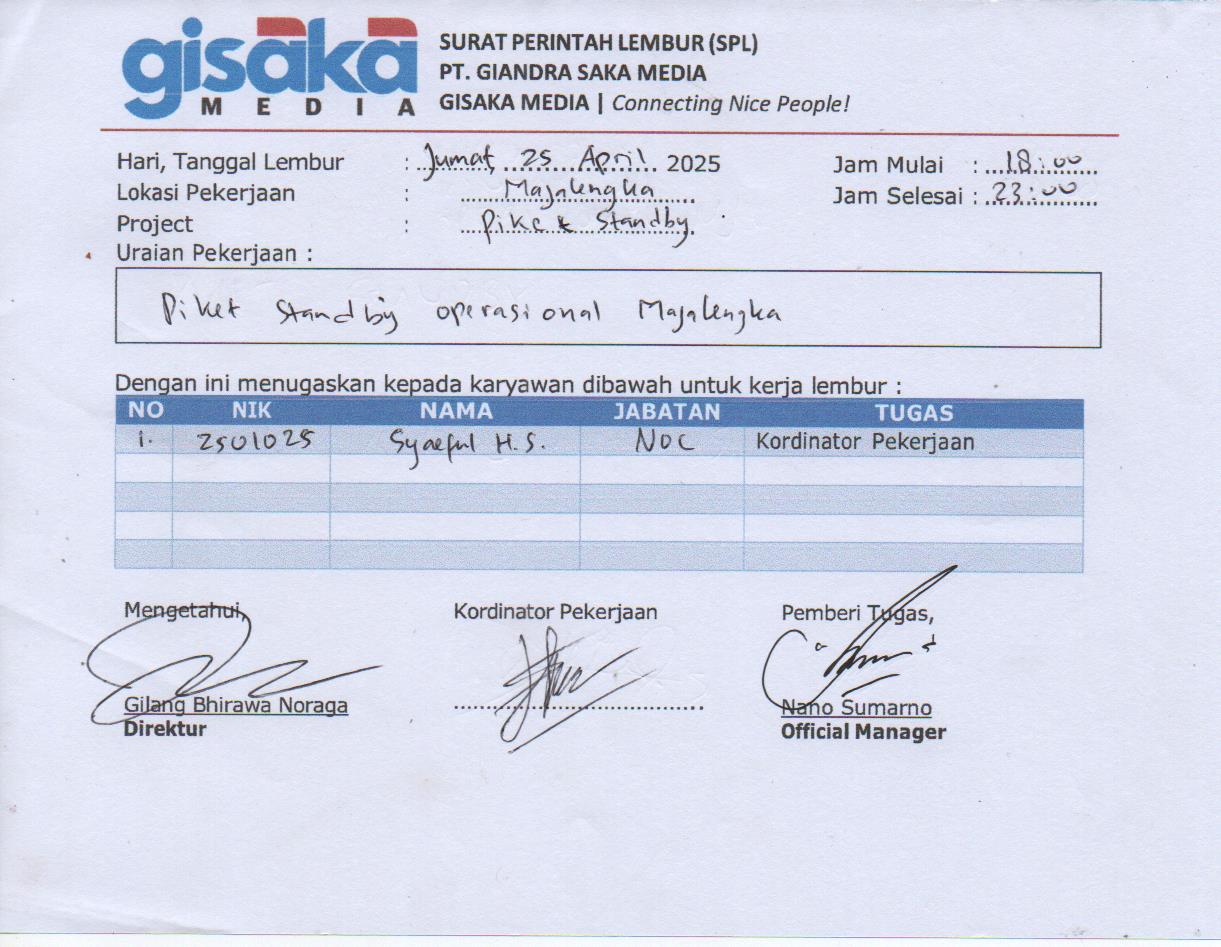 gisaka
MEDIA
SURAT PERINTAH LEMBUR (SPL)
PT. GIANDRA SAKA MEDIA
GISAKA MEDIA | Connecting Nice People!
Hari, Tanggal Lembur : Jumat, 25 April 2025 Jam Mulai : 18:00
Lokasi Pekerjaan : Majalengka Jam Selesai : 23:00
Project : Piket Standby
Uraian Pekerjaan :
Piket Standby operasional Majalengka
Dengan ini menugaskan kepada karyawan dibawah untuk kerja lembur :
NO NIK NAMA JABATAN TUGAS
1. 2501025 Syaeful H.S. NOC Kordinator Pekerjaan
Mengetahui, Kordinator Pekerjaan Pemberi Tugas,
Gilang Bhirawa Noraga Nano Sumarno
Direktur Official Manager